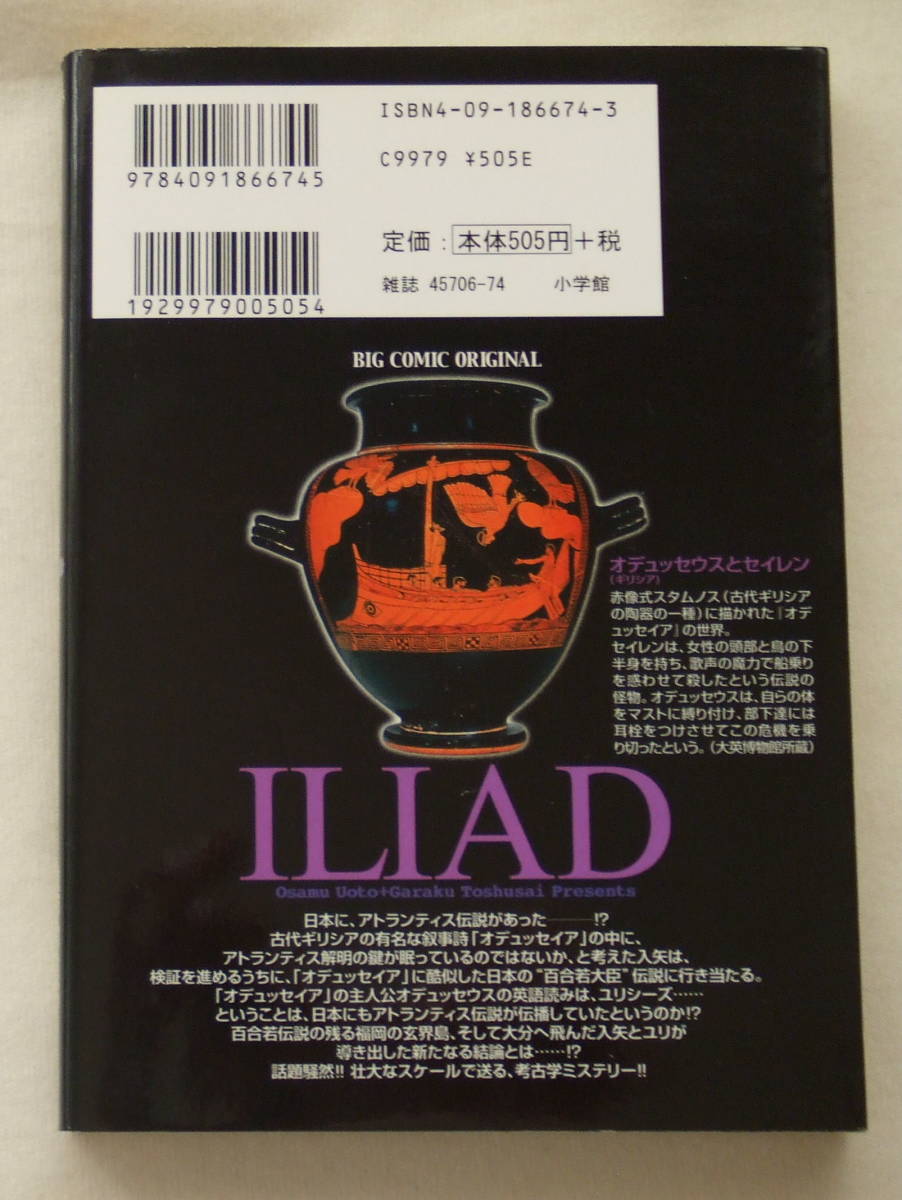 ISBN4-09-186674-3
9784091866745
C9979 ¥505E
定価:本体505円+税
1929979005054
雑誌 45706-74 小学館
BIG COMIC ORIGINAL
オデュッセウスとセイレン
(ギリシア)
赤像式スタムノス(古代ギリシア
の陶器の一種)に描かれた『オデ
ュッセイア』の世界。
セイレンは、女性の頭部と鳥の下
半身を持ち、歌声の魔力で船乗り
を惑わせて殺したという伝説の
怪物。オデュッセウスは、自らの体
をマストに縛り付け、部下達には
耳栓をつけさせてこの危機を乗
り切ったという。(大英博物館所蔵)
ILIAD
Osamu Uoto+Garaku Toshusai Presents
日本に、アトランティス伝説があった―――!?
古代ギリシアの有名な叙事詩「オデュッセイア」の中に、
アトランティス解明の鍵が眠っているのではないか、と考えた入矢は、
検証を進めるうちに、「オデュッセイア」に酷似した日本の“百合若大臣”伝説に行き当たる。
「オデュッセイア」の主人公オデュッセウスの英語読みは、ユリシーズ……
ということは、日本にもアトランティス伝説が伝播していたというのか!?
百合若伝説の残る福岡の玄界島、そして大分へ飛んだ入矢とユリが
導き出した新たなる結論とは……!?
話題騒然!! 壮大なスケールで送る、考古学ミステリー!!